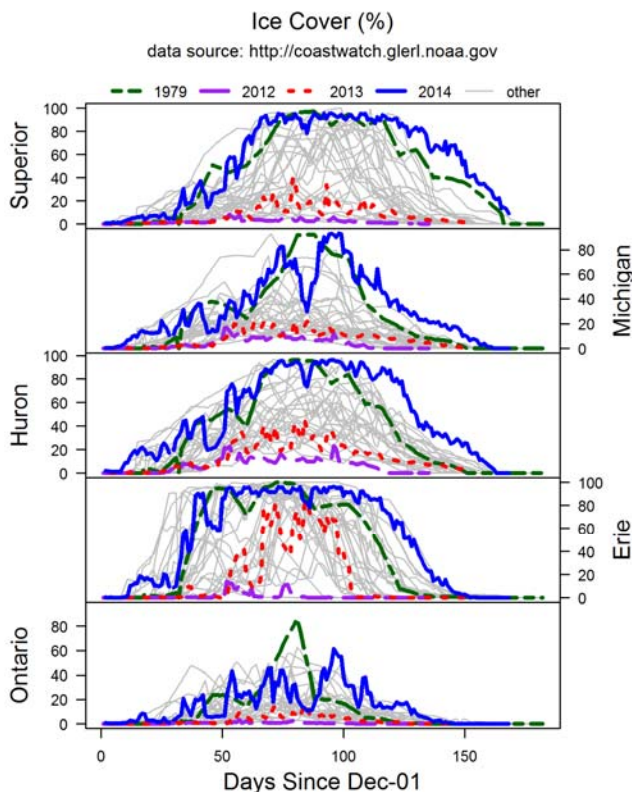 Ice Cover (%)
data source: http://coastwatch.glerl.noaa.gov
1979 2012 2013 2014 other
Superior
100
80
60
40
20
0
Michigan
80
60
40
20
0
Huron
100
80
60
40
20
0
Erie
100
80
60
40
20
0
Ontario
80
60
40
20
0
0 50 100 150
Days Since Dec-01